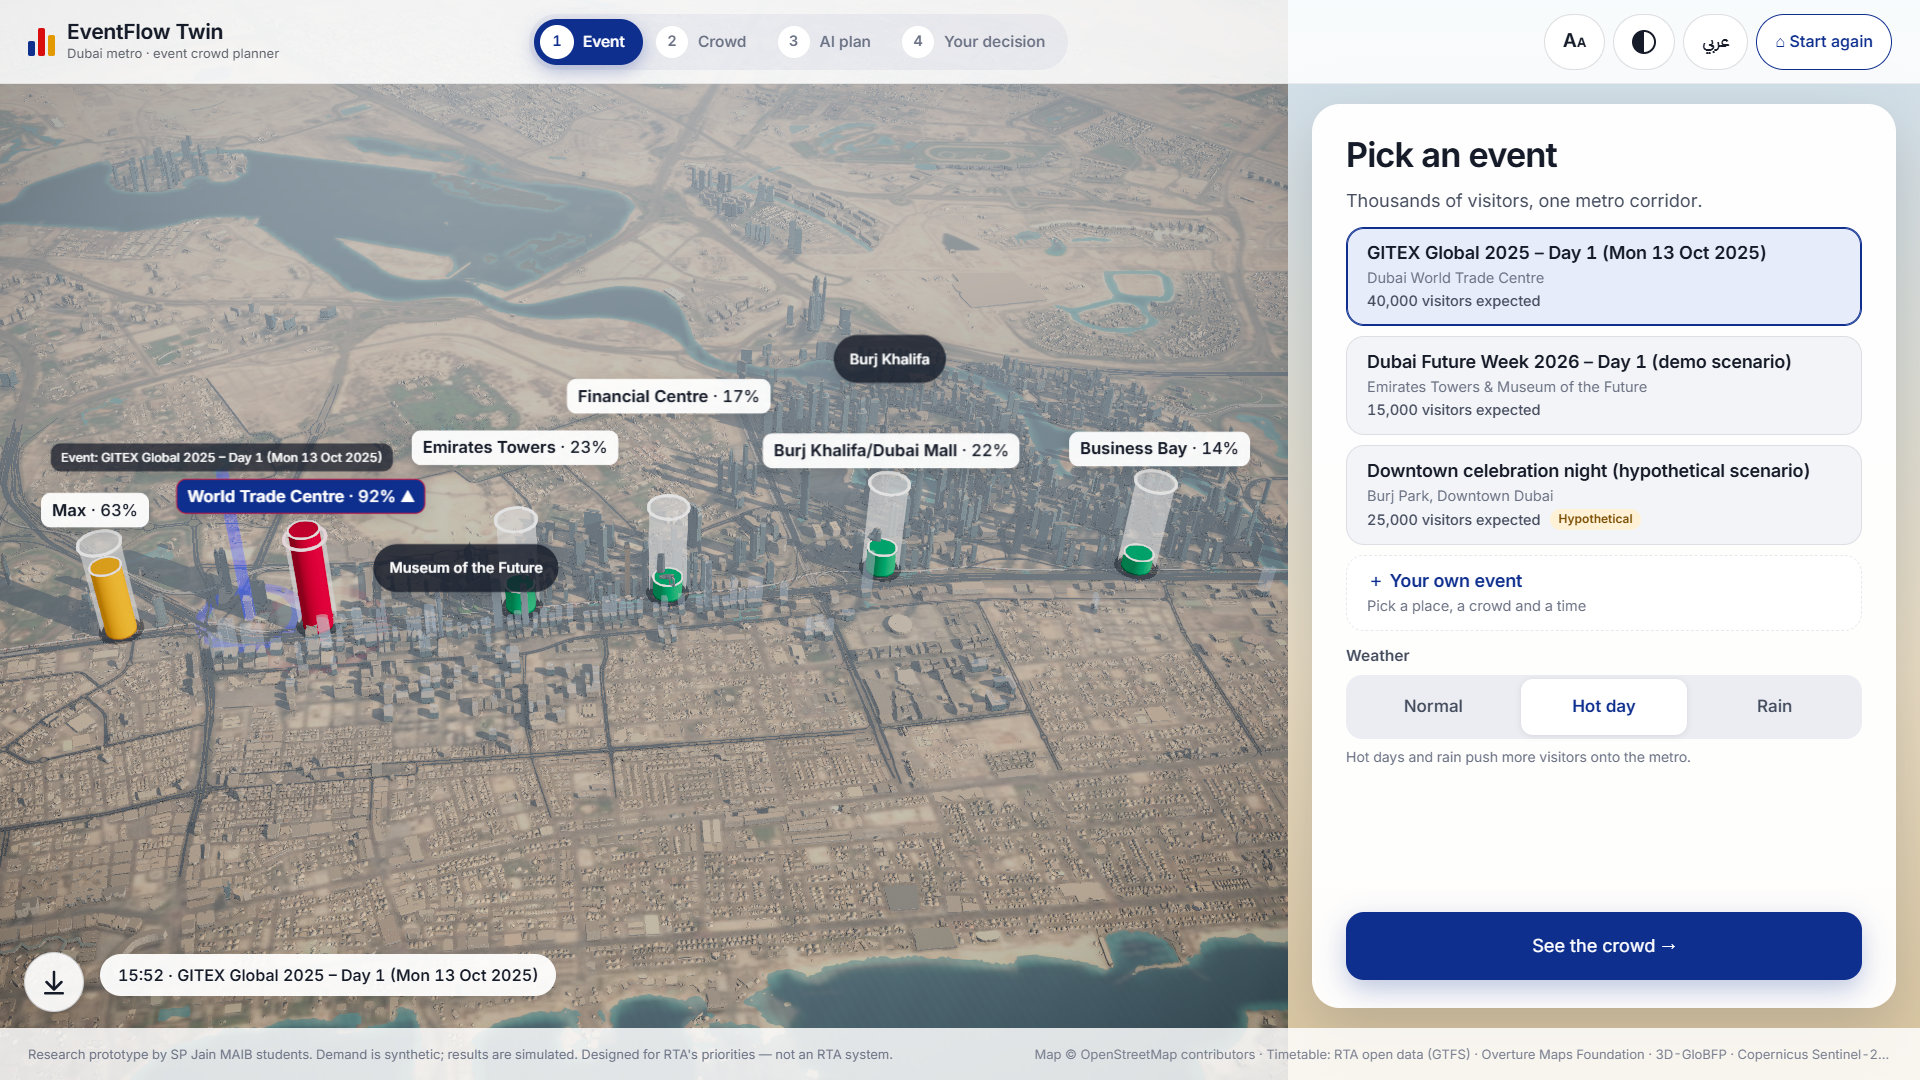 EventFlow Twin
Dubai metro · event crowd planner
1 Event
2 Crowd
3 AI plan
4 Your decision
AA
عربي
⌂ Start again
Burj Khalifa
Financial Centre · 17%
Emirates Towers · 23%
Burj Khalifa/Dubai Mall · 22%
Business Bay · 14%
Event: GITEX Global 2025 – Day 1 (Mon 13 Oct 2025)
World Trade Centre · 92% ▲
Max · 63%
Museum of the Future
15:52 · GITEX Global 2025 – Day 1 (Mon 13 Oct 2025)
Pick an event
Thousands of visitors, one metro corridor.
GITEX Global 2025 – Day 1 (Mon 13 Oct 2025)
Dubai World Trade Centre
40,000 visitors expected
Dubai Future Week 2026 – Day 1 (demo scenario)
Emirates Towers & Museum of the Future
15,000 visitors expected
Downtown celebration night (hypothetical scenario)
Burj Park, Downtown Dubai
25,000 visitors expected Hypothetical
+ Your own event
Pick a place, a crowd and a time
Weather
Normal
Hot day
Rain
Hot days and rain push more visitors onto the metro.
See the crowd →
Research prototype by SP Jain MAIB students. Demand is synthetic; results are simulated. Designed for RTA's priorities — not an RTA system.
Map © OpenStreetMap contributors · Timetable: RTA open data (GTFS) · Overture Maps Foundation · 3D-GloBFP · Copernicus Sentinel-2...